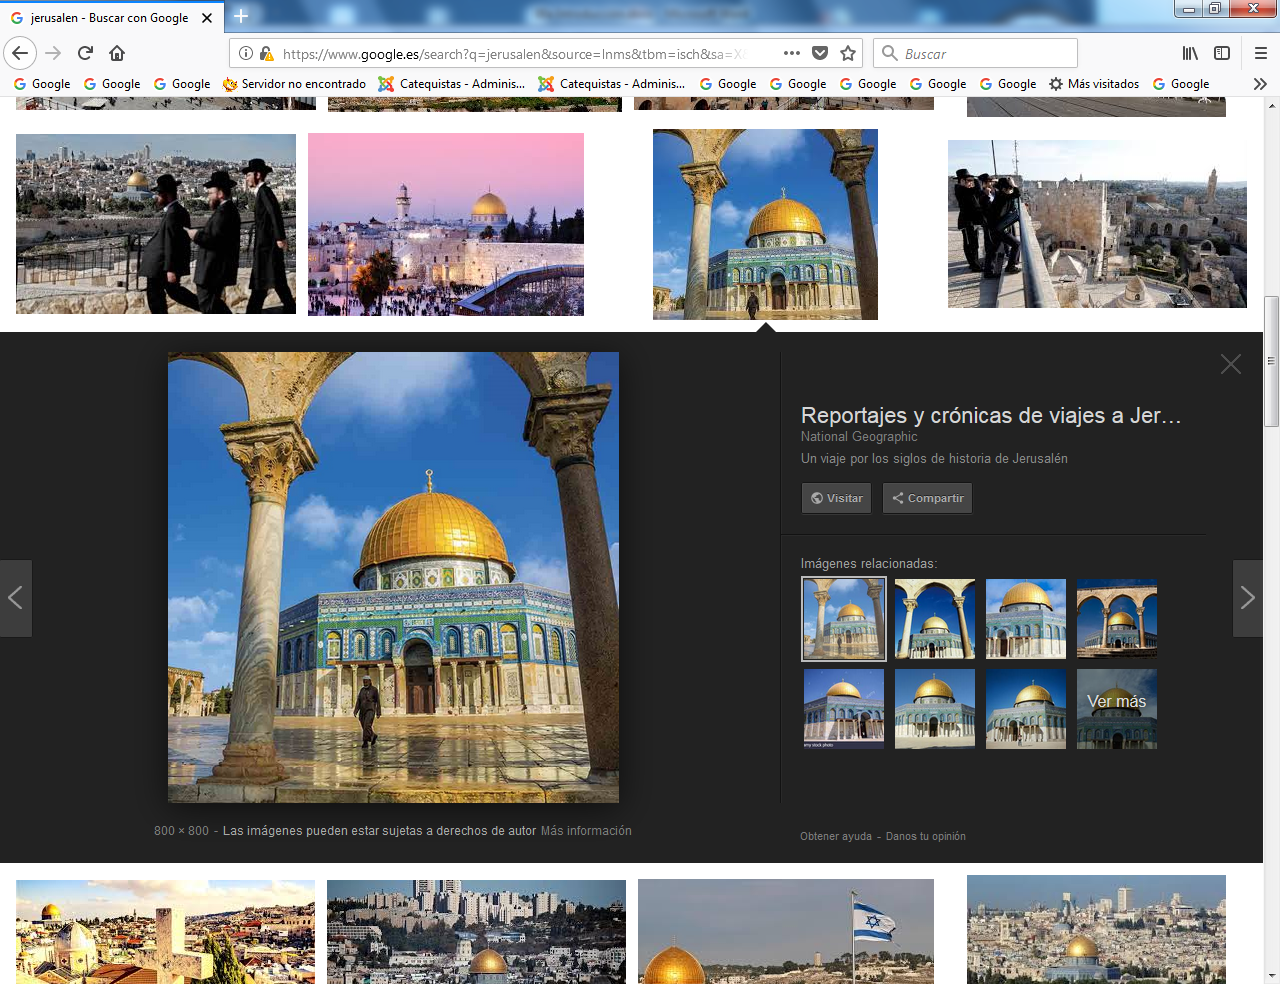 jerusalen - Buscar con Google
https://www.google.es/search?q=jerusalen&source=lnms&tbm=isch&sa=X
Buscar
Google
Google
Google
Servidor no encontrado
Catequistas - Adminis...
Catequistas - Adminis...
Google
Google
Google
Google
Google
Más visitados
Google
Reportajes y crónicas de viajes a Jer...
National Geographic
Un viaje por los siglos de historia de Jerusalén
Visitar
Compartir
Imágenes relacionadas:
Ver más
800 × 800 - Las imágenes pueden estar sujetas a derechos de autor Más información
Obtener ayuda - Danos tu opinión